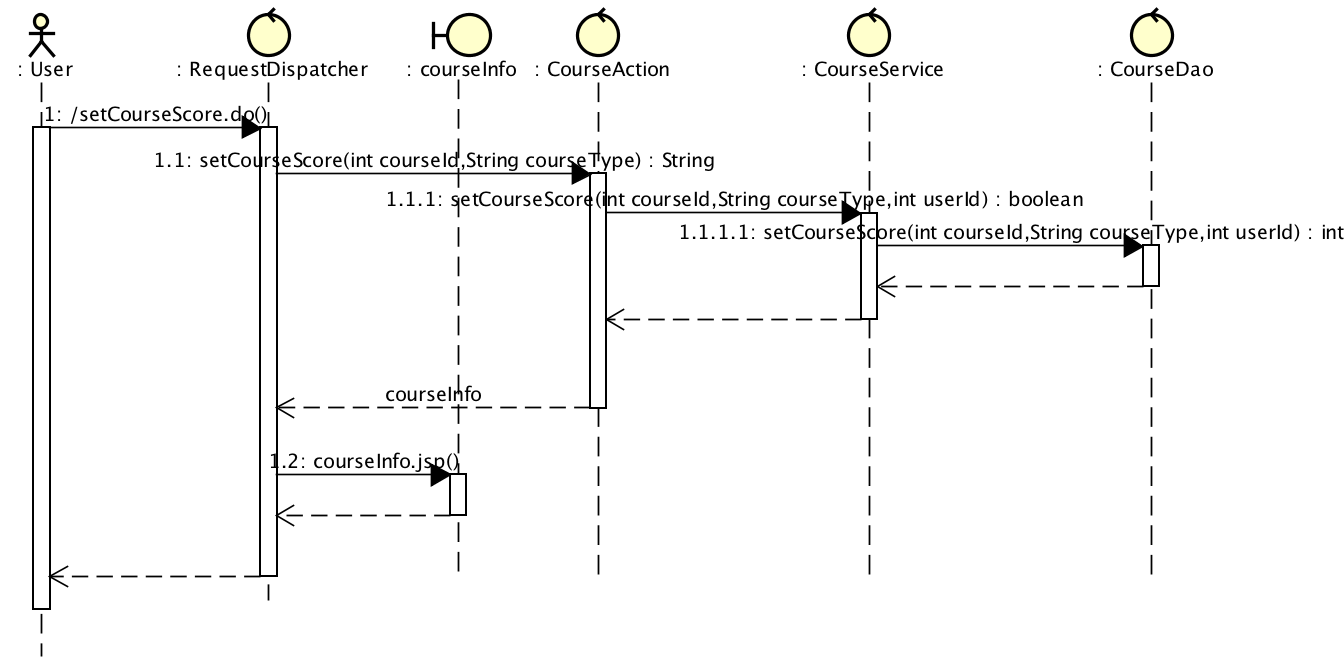 : User
: RequestDispatcher
: courseInfo
: CourseAction
: CourseService
: CourseDao
1: /setCourseScore.do()
1.1: setCourseScore(int courseId,String courseType) : String
1.1.1: setCourseScore(int courseId,String courseType,int userId) : boolean
1.1.1.1: setCourseScore(int courseId,String courseType,int userId) : int
courseInfo
1.2: courseInfo.jsp()